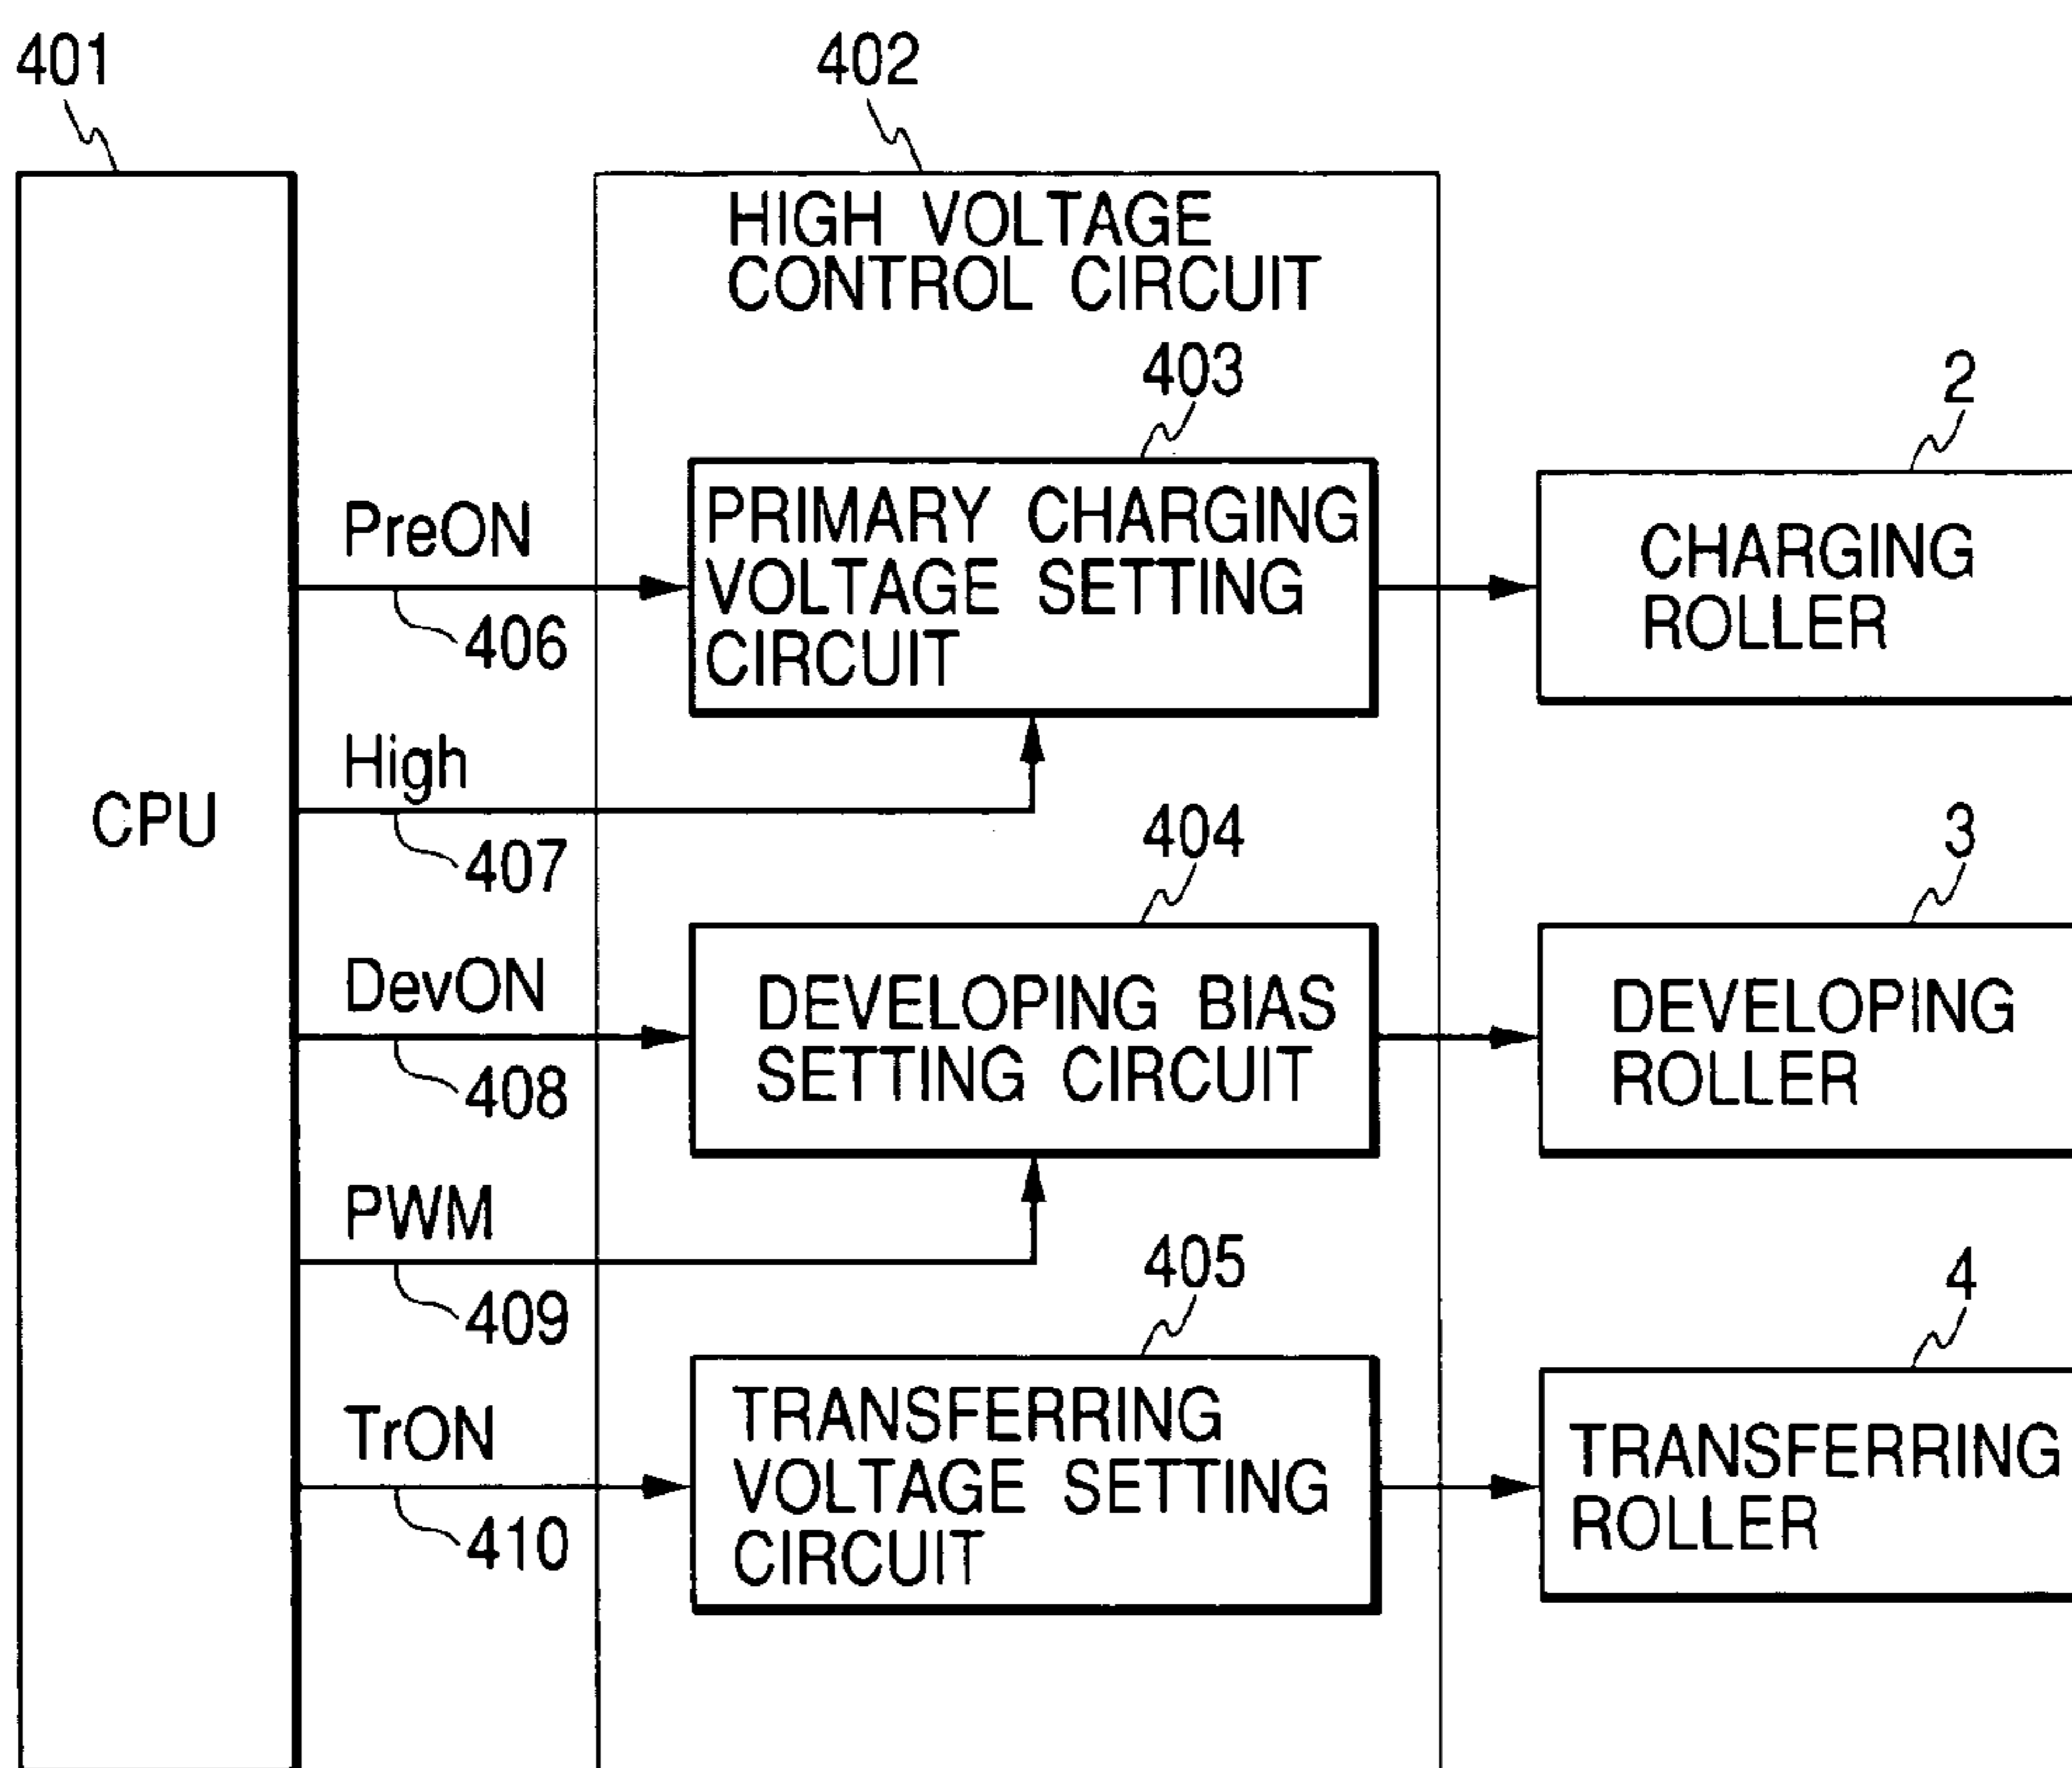 401
402
HIGH VOLTAGE
CONTROL CIRCUIT
403
2
PreON
PRIMARY CHARGING
VOLTAGE SETTING
CIRCUIT
CHARGING
ROLLER
406
High
CPU
407
404
3
DevON
DEVELOPING BIAS
SETTING CIRCUIT
DEVELOPING
ROLLER
408
PWM
409
405
4
TrON
TRANSFERRING
VOLTAGE SETTING
CIRCUIT
TRANSFERRING
ROLLER
410